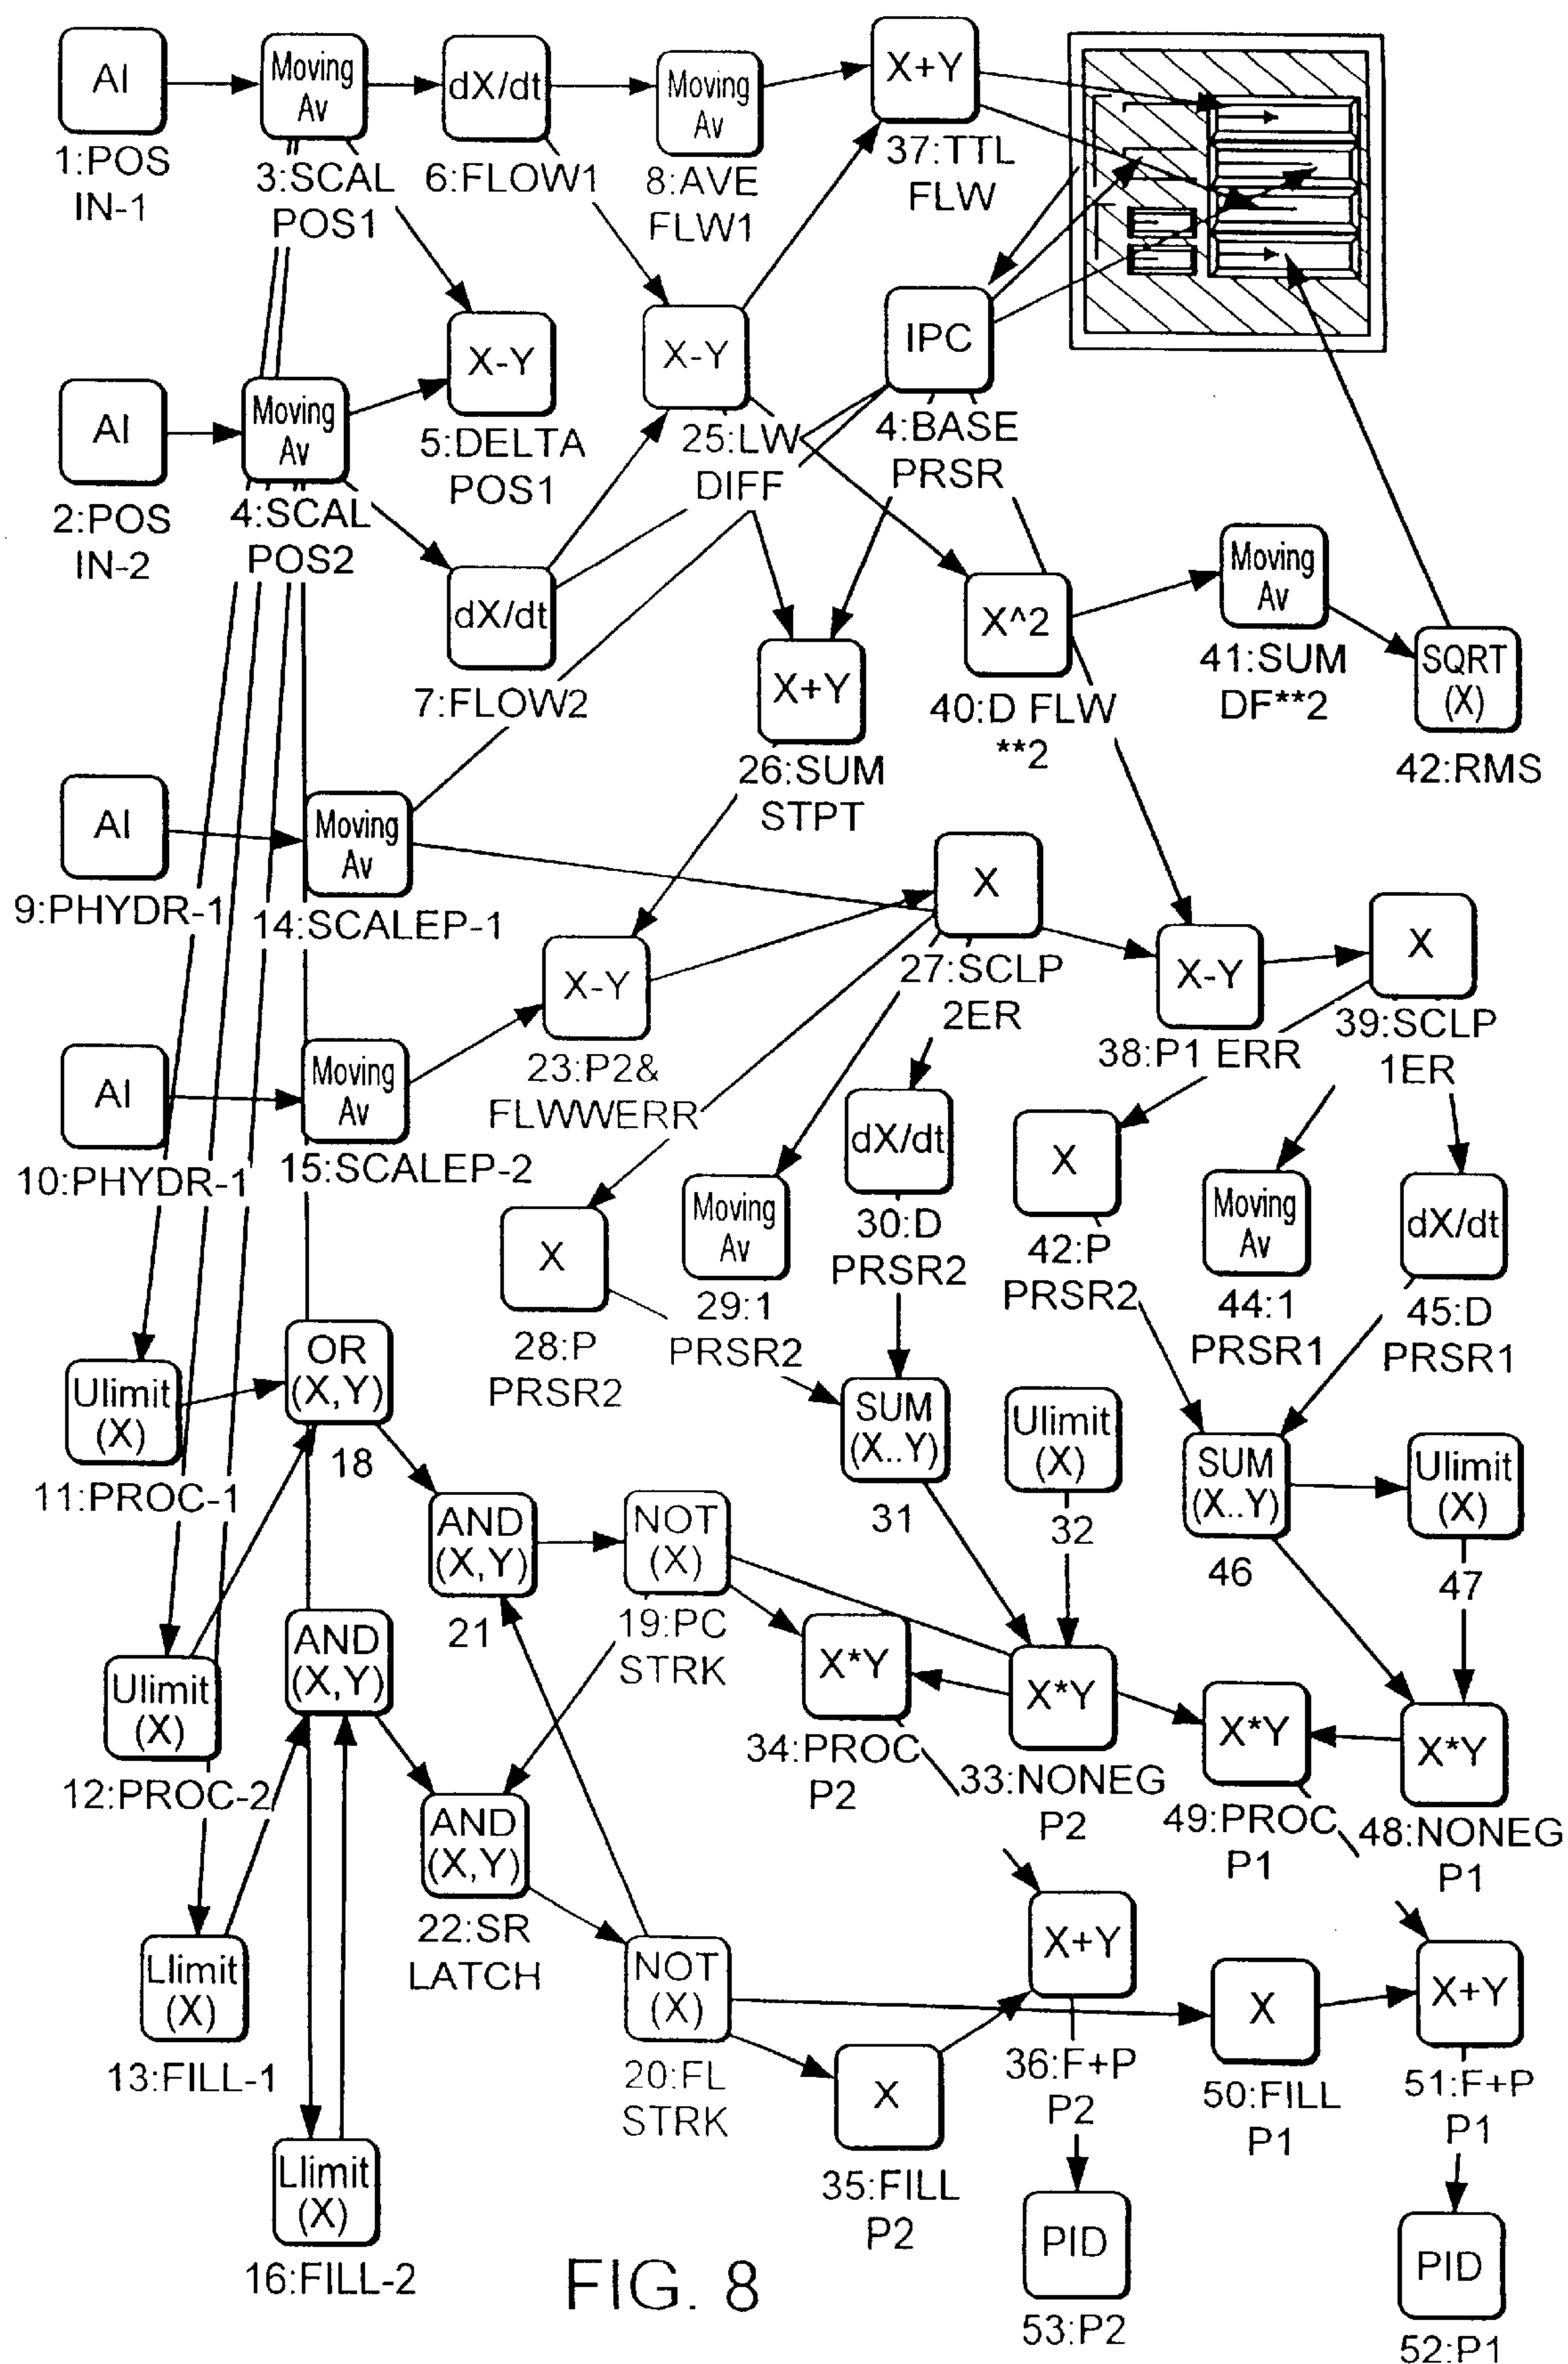 AI
1:POS
IN-1
Moving
Av
3:SCAL
POS1
dX/dt
6:FLOW1
Moving
Av
8:AVE
FLW1
X+Y
37:TTL
FLW
AI
2:POS
IN-2
Moving
Av
4:SCAL
POS2
X-Y
5:DELTA
POS1
X-Y
25:LW
DIFF
IPC
4:BASE
PRSR
dX/dt
7:FLOW2
X+Y
26:SUM
STPT
X^2
40:D FLW
**2
Moving
Av
41:SUM
DF**2
SQRT
(X)
42:RMS
AI
9:PHYDR-1
Moving
Av
14:SCALEP-1
X
27:SCLP
2ER
X-Y
23:P2&
FLWWERR
X-Y
38:P1 ERR
X
39:SCLP
1ER
AI
10:PHYDR-1
Moving
Av
15:SCALEP-2
X
28:P
PRSR2
Moving
Av
29:1
PRSR2
dX/dt
30:D
PRSR2
X
42:P
PRSR2
Moving
Av
44:1
PRSR1
dX/dt
45:D
PRSR1
Ulimit
(X)
11:PROC-1
OR
(X,Y)
18
SUM
(X..Y)
31
Ulimit
(X)
32
SUM
(X..Y)
46
Ulimit
(X)
47
AND
(X,Y)
21
NOT
(X)
19:PC
STRK
Ulimit
(X)
12:PROC-2
AND
(X,Y)
X*Y
34:PROC
P2
X*Y
33:NONEG
P2
X*Y
49:PROC
P1
X*Y
48:NONEG
P1
AND
(X,Y)
22:SR
LATCH
Llimit
(X)
13:FILL-1
NOT
(X)
20:FL
STRK
X+Y
36:F+P
P2
X
50:FILL
P1
X+Y
51:F+P
P1
X
35:FILL
P2
Llimit
(X)
16:FILL-2
PID
53:P2
PID
52:P1
FIG. 8